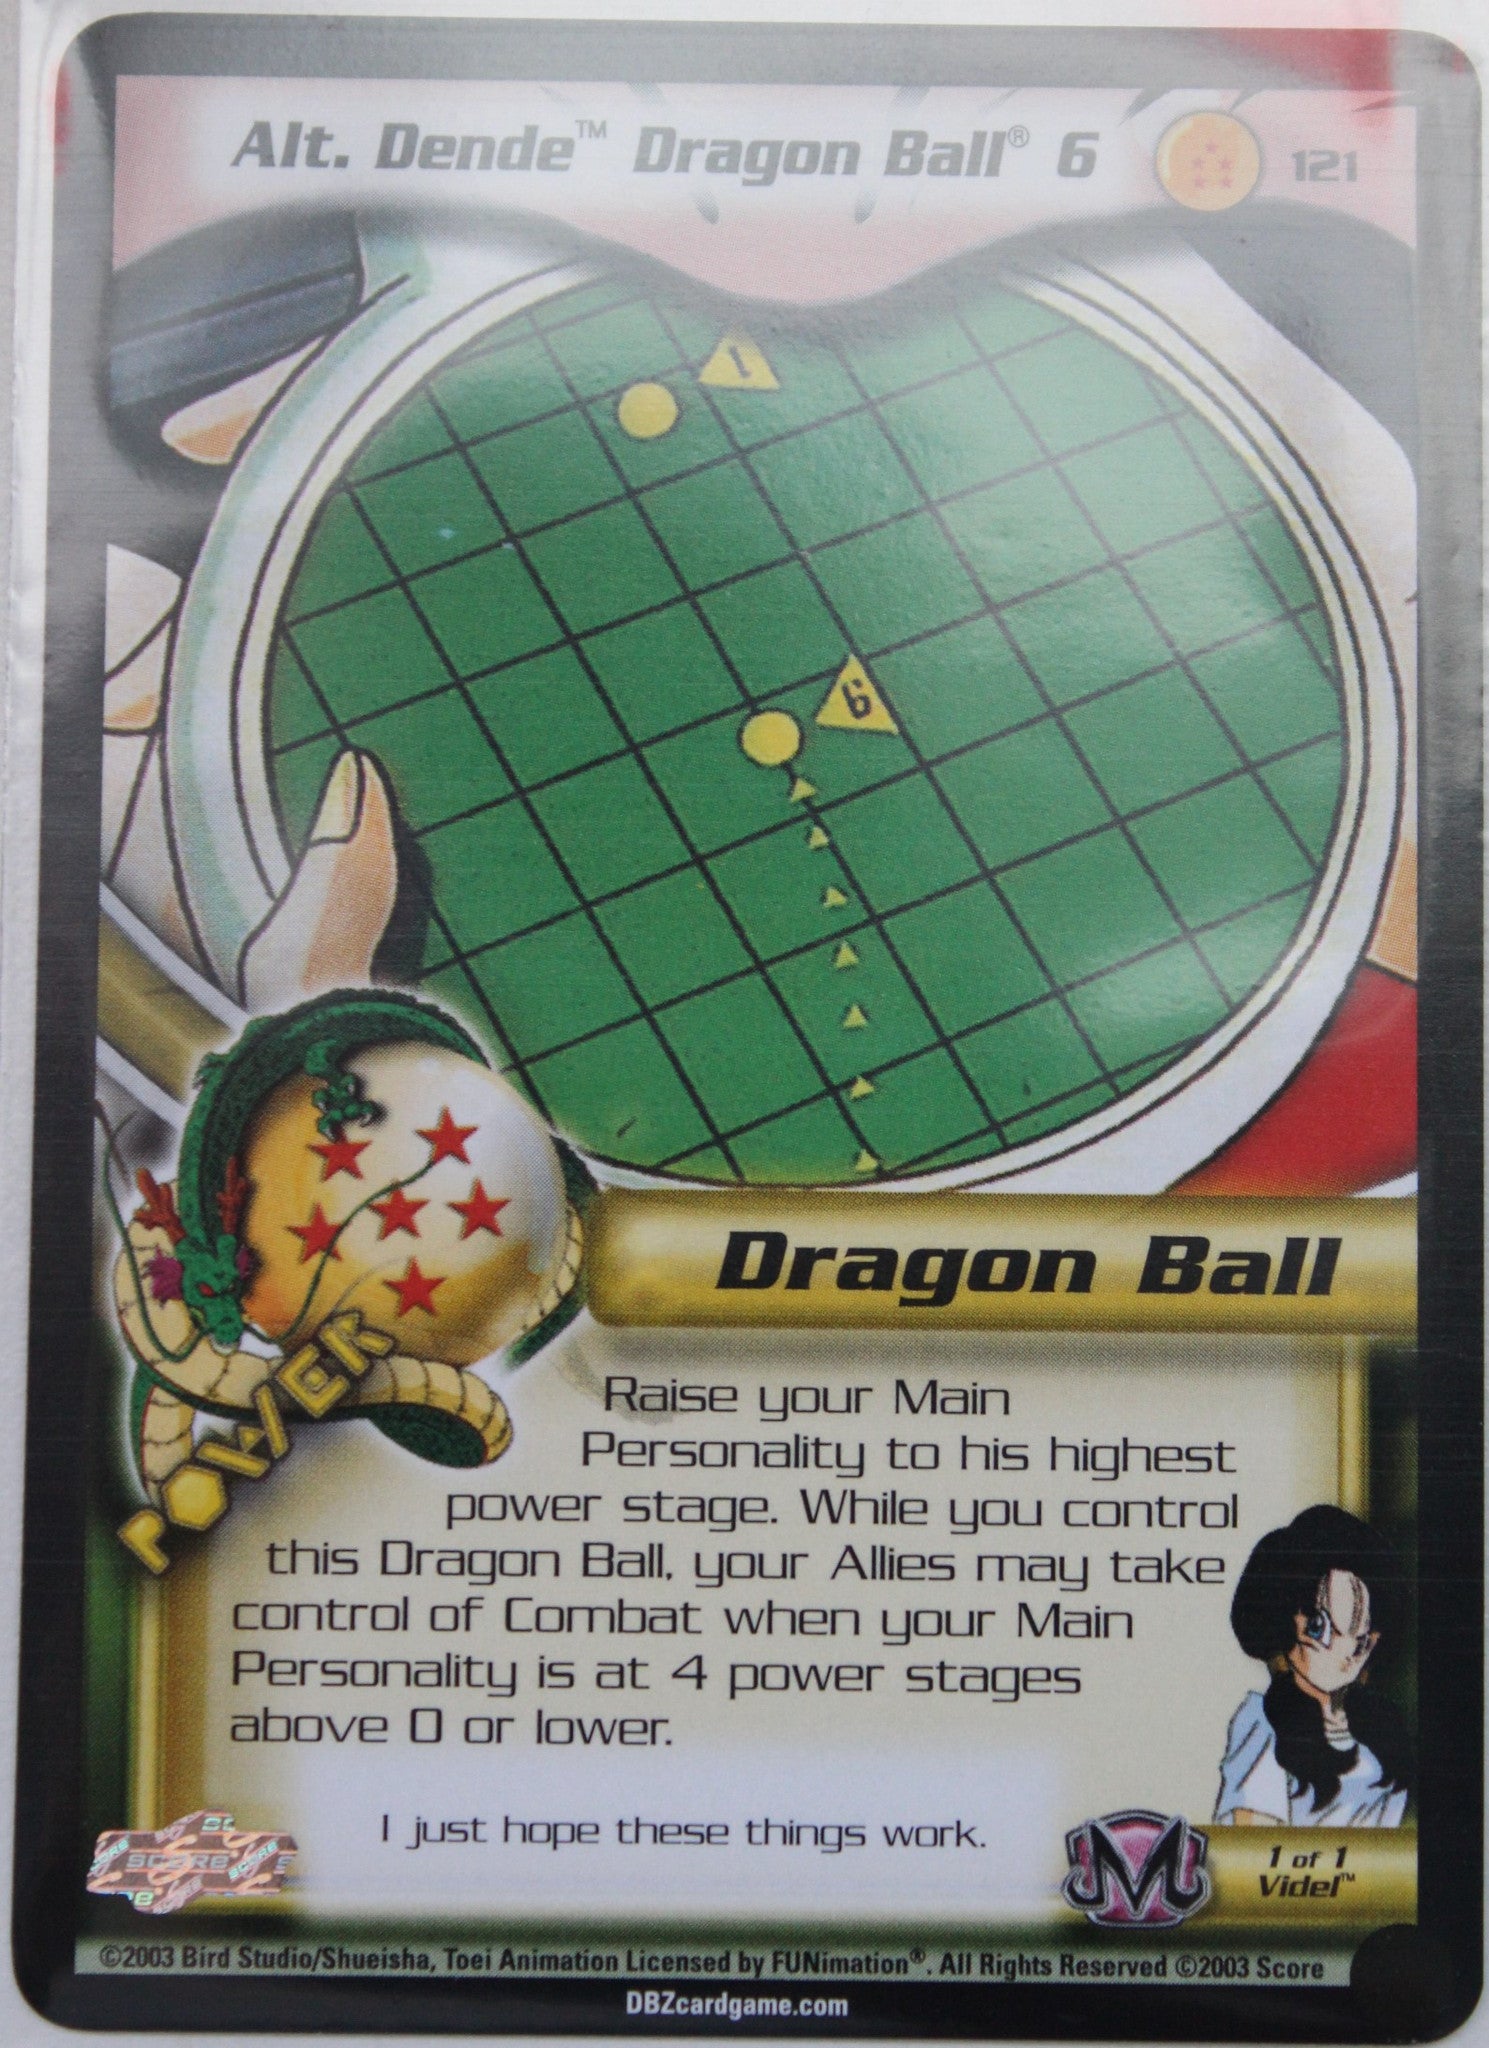 Alt. Dende™ Dragon Ball® 6
121
1
6
Dragon Ball
POWER
Raise your Main
Personality to his highest
power stage. While you control
this Dragon Ball, your Allies may take
control of Combat when your Main
Personality is at 4 power stages
above 0 or lower.
I just hope these things work.
SCORE
M
1 of 1
Videl™
©2003 Bird Studio/Shueisha, Toei Animation Licensed by FUNimation®. All Rights Reserved ©2003 Score
DBZcardgame.com